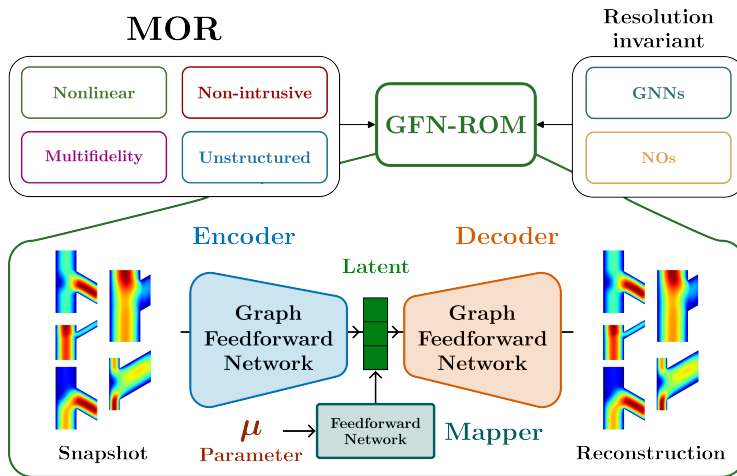 MOR
Resolution
invariant
Nonlinear
Non-intrusive
Multifidelity
Unstructured
GFN-ROM
GNNs
NOs
Encoder
Decoder
Latent
Graph
Feedforward
Network
Graph
Feedforward
Network
μ
Parameter
Feedforward
Network
Mapper
Snapshot
Reconstruction